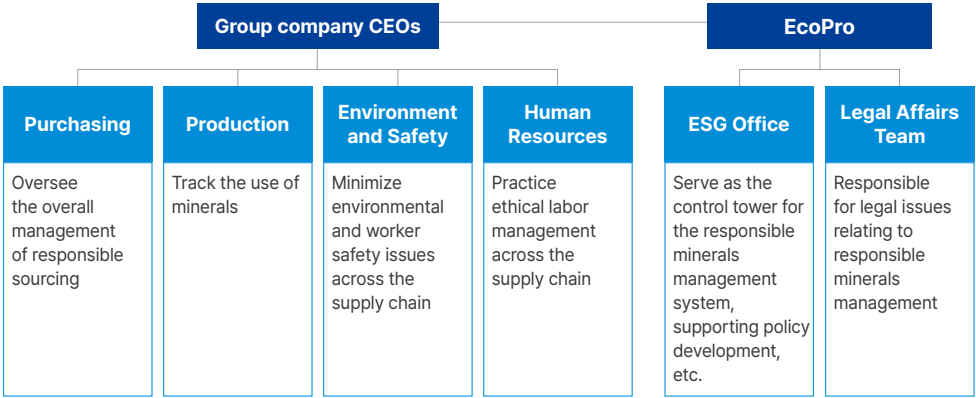 Group company CEOs
EcoPro
Purchasing
Oversee
the overall
management
of responsible
sourcing
Production
Track the use of
minerals
Environment
and Safety
Minimize
environmental
and worker
safety issues
across the
supply chain
Human
Resources
Practice
ethical labor
management
across the
supply chain
ESG Office
Serve as the
control tower for
the responsible
minerals
management
system,
supporting policy
development,
etc.
Legal Affairs
Team
Responsible
for legal issues
relating to
responsible
minerals
management